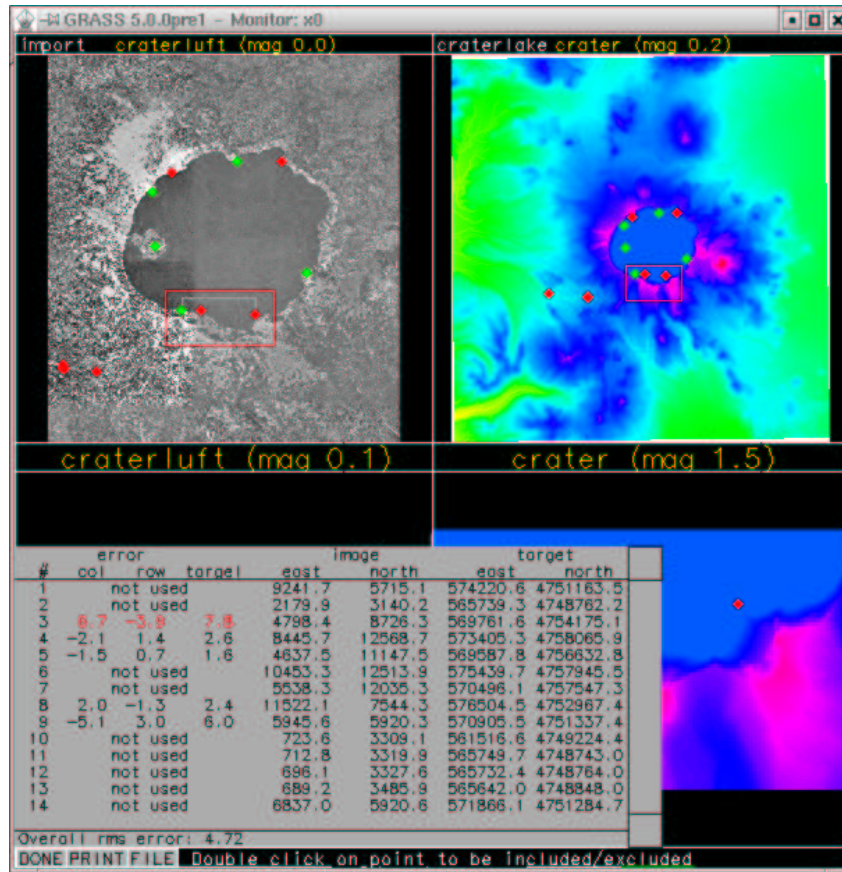 GRASS 5.0.0pre1 - Monitor: x0
import craterluft (mag 0.0) craterlake crater (mag 0.2)
craterluft (mag 0.1) crater (mag 1.5)
error image target
# col row target east north east north
1 not used 9241.7 5715.1 574220.6 4751163.5
2 not used 2179.9 3140.2 565739.3 4748762.2
3 6.7 -3.8 7.8 4798.4 8726.3 569761.6 4754175.1
4 -2.1 1.4 2.6 8445.7 12568.7 573405.3 4758065.9
5 -1.5 0.7 1.6 4637.5 11147.5 569587.8 4756632.8
6 not used 10453.3 12513.9 575439.7 4757945.5
7 not used 5538.3 12035.3 570496.1 4757547.3
8 2.0 -1.3 2.4 11522.1 7544.3 576504.5 4752967.4
9 -5.1 3.0 6.0 5945.6 5920.3 570905.5 4751337.4
10 not used 723.6 3309.1 561516.6 4749224.4
11 not used 712.8 3319.9 565749.7 4748743.0
12 not used 696.1 3327.6 565732.4 4748764.0
13 not used 689.2 3485.9 565642.0 4748848.0
14 not used 6837.0 5920.6 571866.1 4751284.7
Overall rms error: 4.72
DONE PRINT FILE Double click on point to be included/excluded